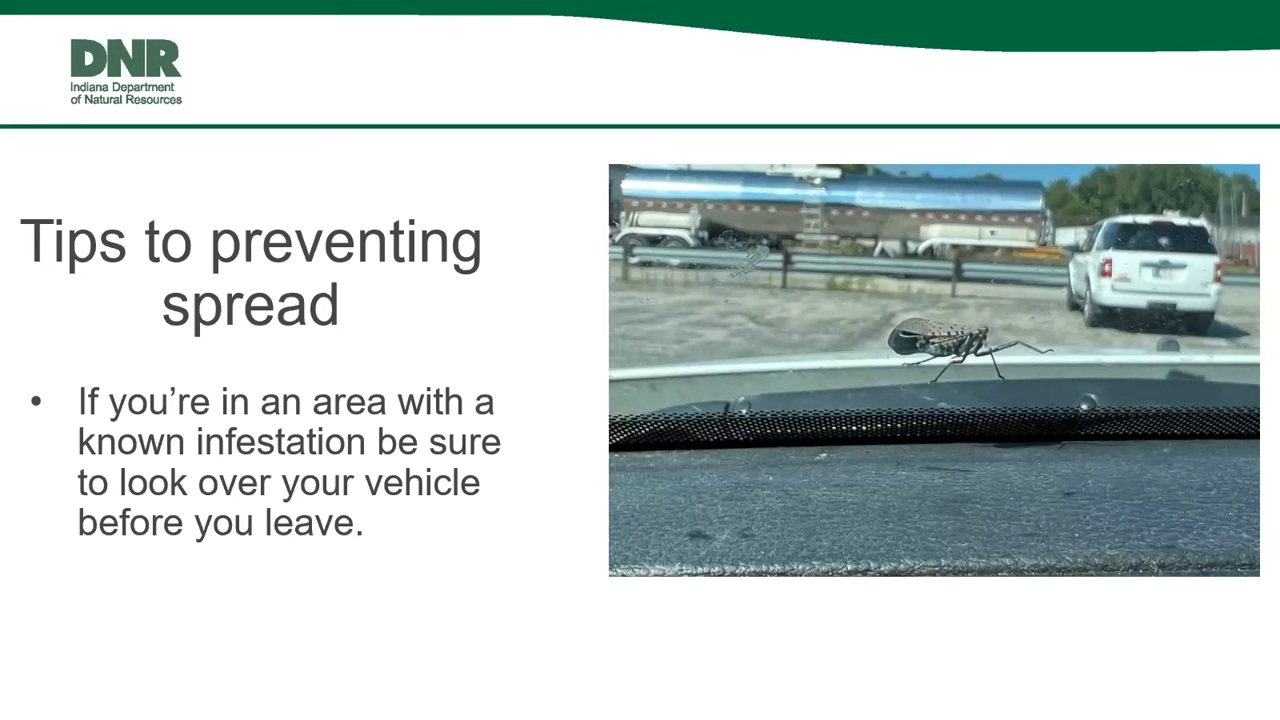 DNR
Indiana Department
of Natural Resources
Tips to preventing
spread
• If you’re in an area with a
known infestation be sure
to look over your vehicle
before you leave.